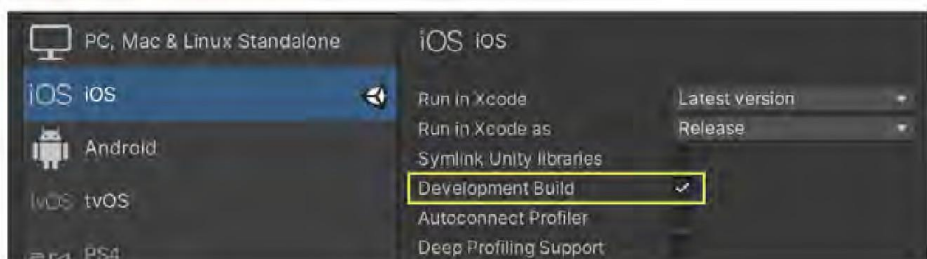 PC, Mac & Linux Standalone
iOS iOS
Android
tvOS tvOS
PS4
iOS iOS
Run in Xcode Latest version
Run in Xcode as Release
Symlink Unity libraries
Development Build
Autoconnect Profiler
Deep Profiling Support